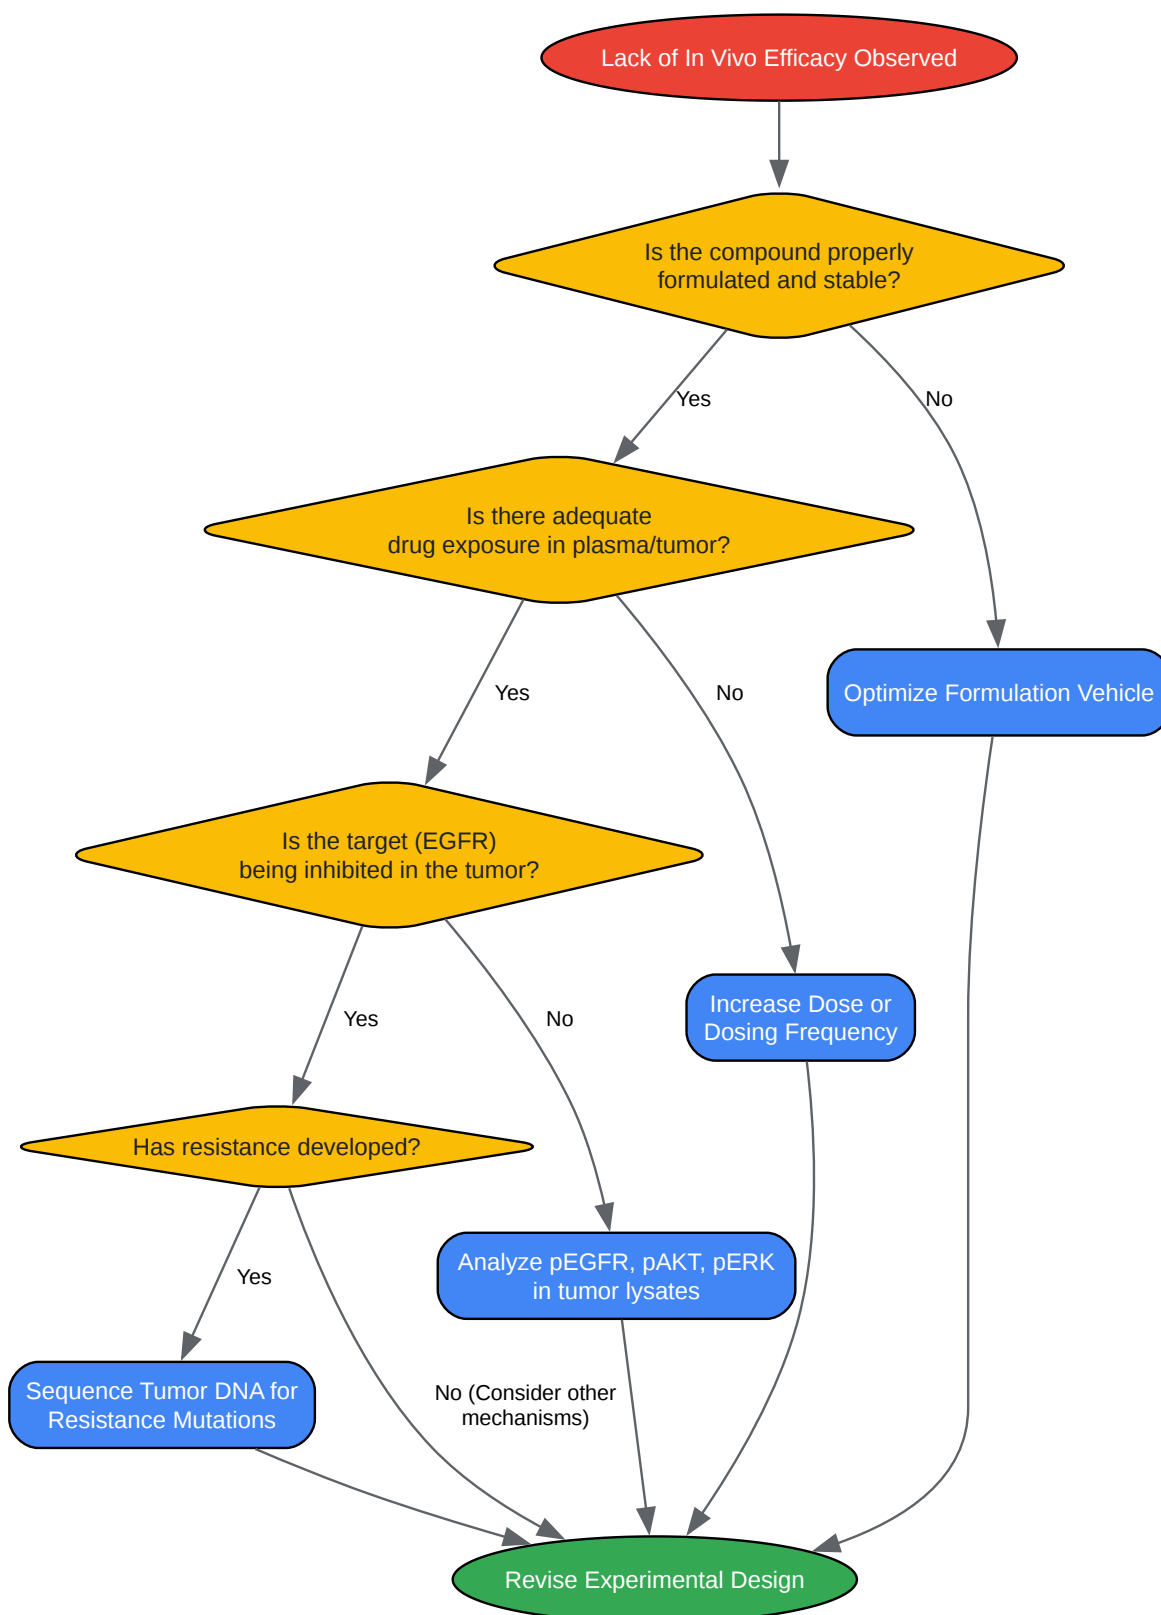 Lack of In Vivo Efficacy Observed
Is the compound properly
formulated and stable?
Yes
No
Is there adequate
drug exposure in plasma/tumor?
Yes
No
Optimize Formulation Vehicle
Is the target (EGFR)
being inhibited in the tumor?
Yes
No
Increase Dose or
Dosing Frequency
Has resistance developed?
Yes
Analyze pEGFR, pAKT, pERK
in tumor lysates
Sequence Tumor DNA for
Resistance Mutations
No (Consider other
mechanisms)
Revise Experimental Design